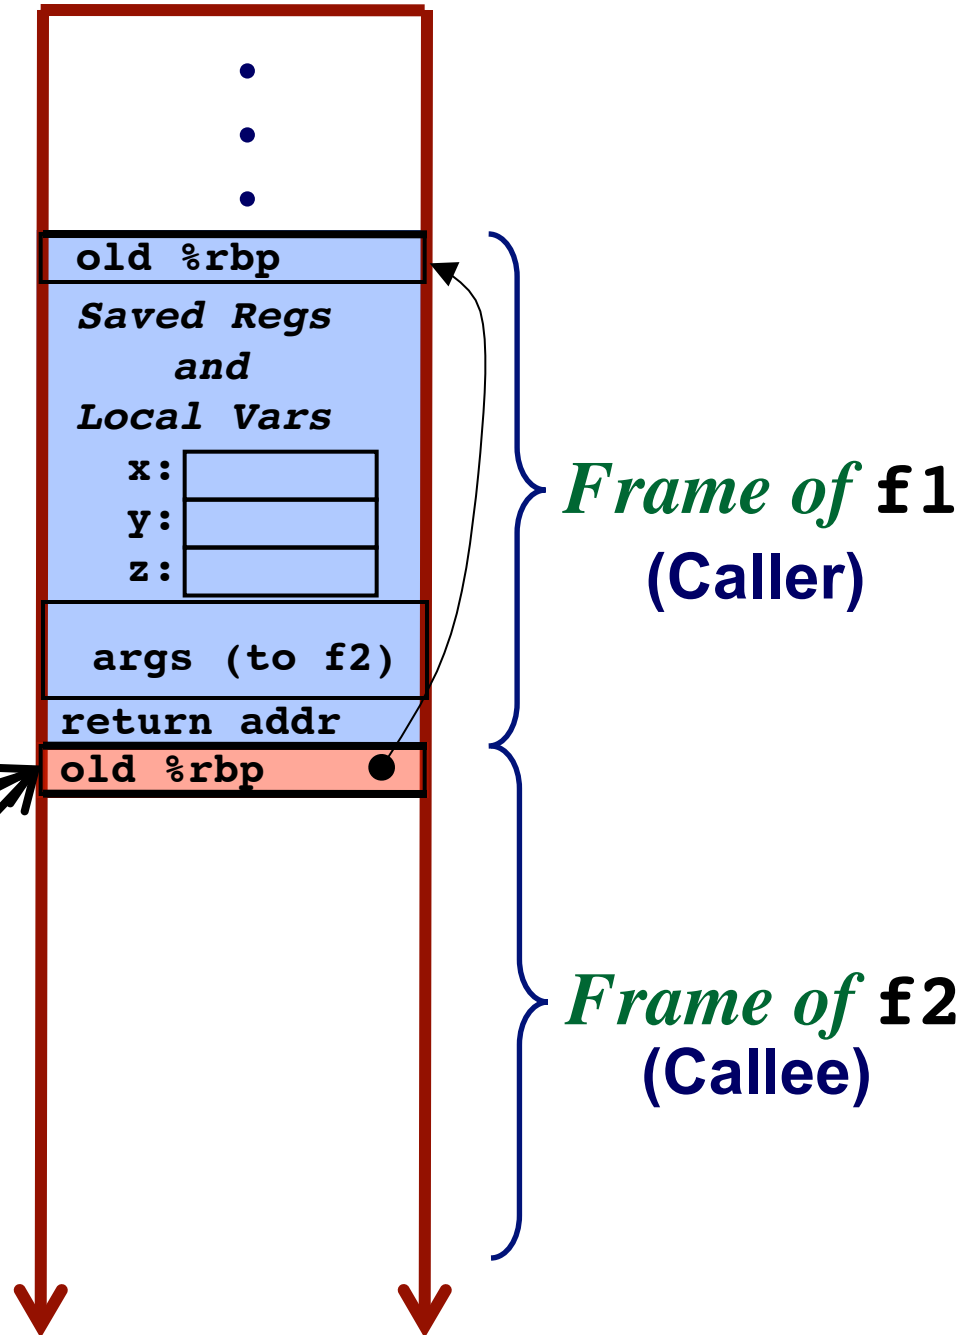 old %rbp
Saved Regs
and
Local Vars
x:
y:
z:
Frame of f1
(Caller)
args (to f2)
return addr
old %rbp
Frame of f2
(Callee)